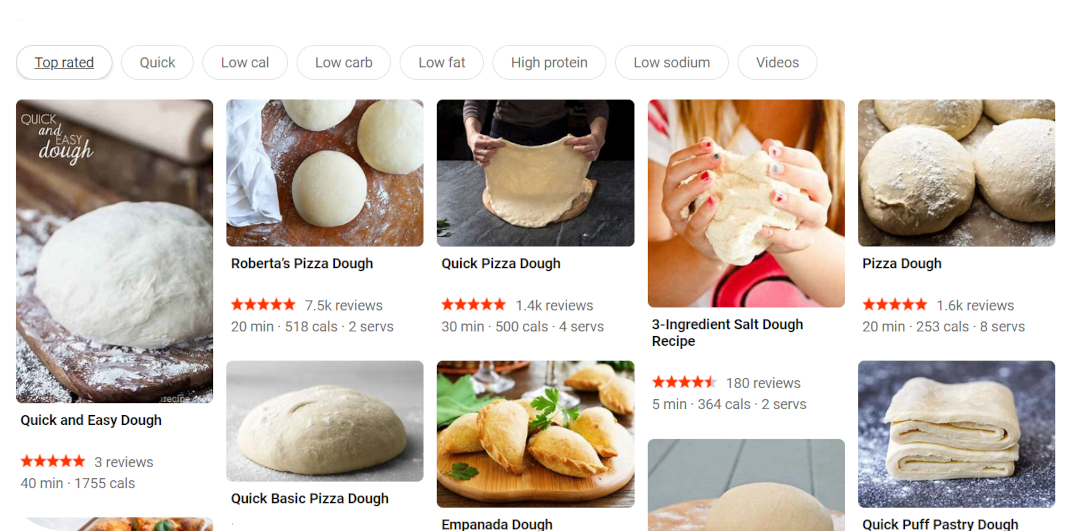 Top rated
Quick
Low cal
Low carb
Low fat
High protein
Low sodium
Videos
QUICK
and
EASY
dough
recipe
Quick and Easy Dough
3 reviews
40 min · 1755 cals
Roberta’s Pizza Dough
7.5k reviews
20 min · 518 cals · 2 servs
Quick Basic Pizza Dough
Quick Pizza Dough
1.4k reviews
30 min · 500 cals · 4 servs
Empanada Dough
3-Ingredient Salt Dough
Recipe
180 reviews
5 min · 364 cals · 2 servs
Pizza Dough
1.6k reviews
20 min · 253 cals · 8 servs
Quick Puff Pastry Dough